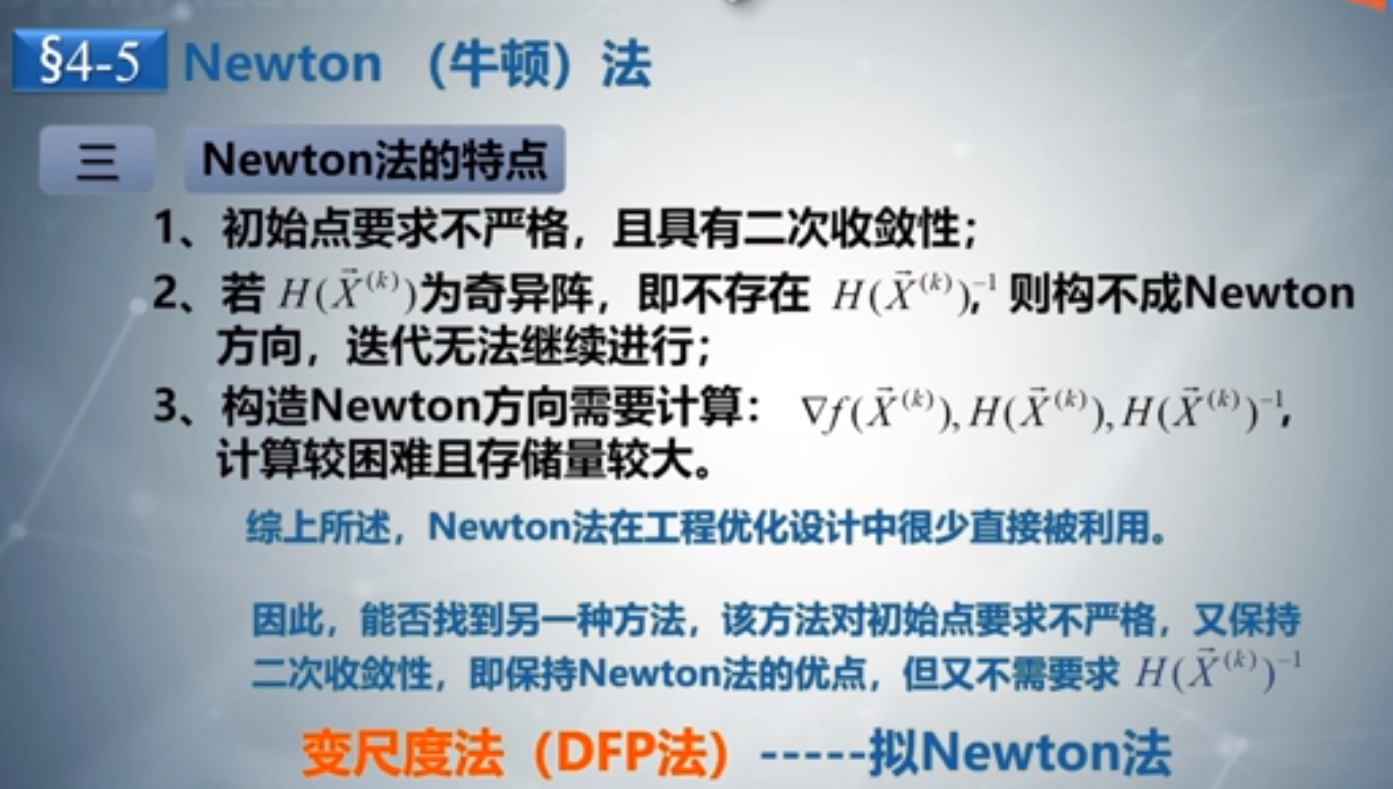 §4-5 Newton （牛顿）法
三 Newton法的特点
1、初始点要求不严格，且具有二次收敛性；
2、若 H(X⃗⁽ᵏ⁾)为奇异阵，即不存在 H(X⃗⁽ᵏ⁾)⁻¹，则构不成Newton
方向，迭代无法继续进行；
3、构造Newton方向需要计算： ∇f(X⃗⁽ᵏ⁾), H(X⃗⁽ᵏ⁾), H(X⃗⁽ᵏ⁾)⁻¹，
计算较困难且存储量较大。
综上所述，Newton法在工程优化设计中很少直接被利用。
因此，能否找到另一种方法，该方法对初始点要求不严格，又保持
二次收敛性，即保持Newton法的优点，但又不需要求 H(X⃗⁽ᵏ⁾)⁻¹
变尺度法（DFP法）-----拟Newton法